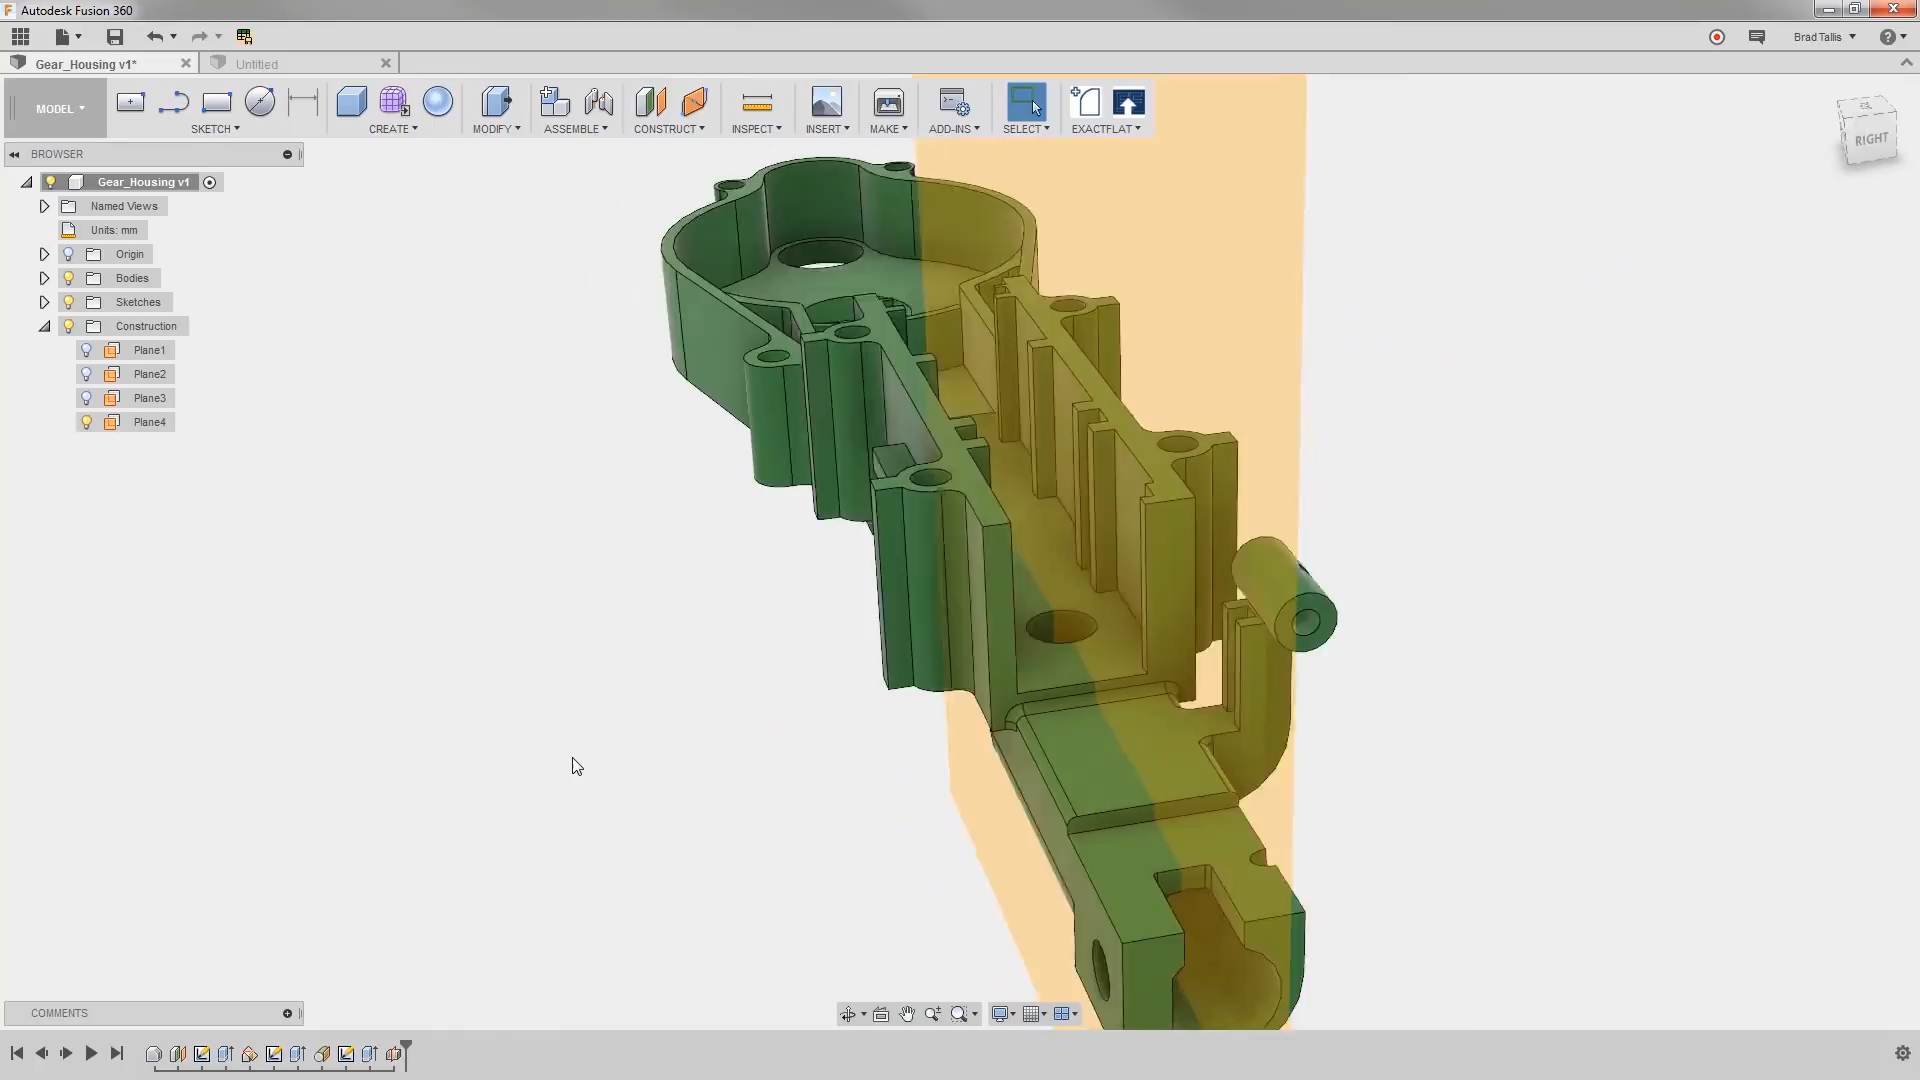 Autodesk Fusion 360
Brad Tallis
Gear_Housing v1*
Untitled
MODEL
SKETCH
CREATE
MODIFY
ASSEMBLE
CONSTRUCT
INSPECT
INSERT
MAKE
ADD-INS
SELECT
EXACTFLAT
RIGHT
BROWSER
Gear_Housing v1
Named Views
Units: mm
Origin
Bodies
Sketches
Construction
Plane1
Plane2
Plane3
Plane4
COMMENTS